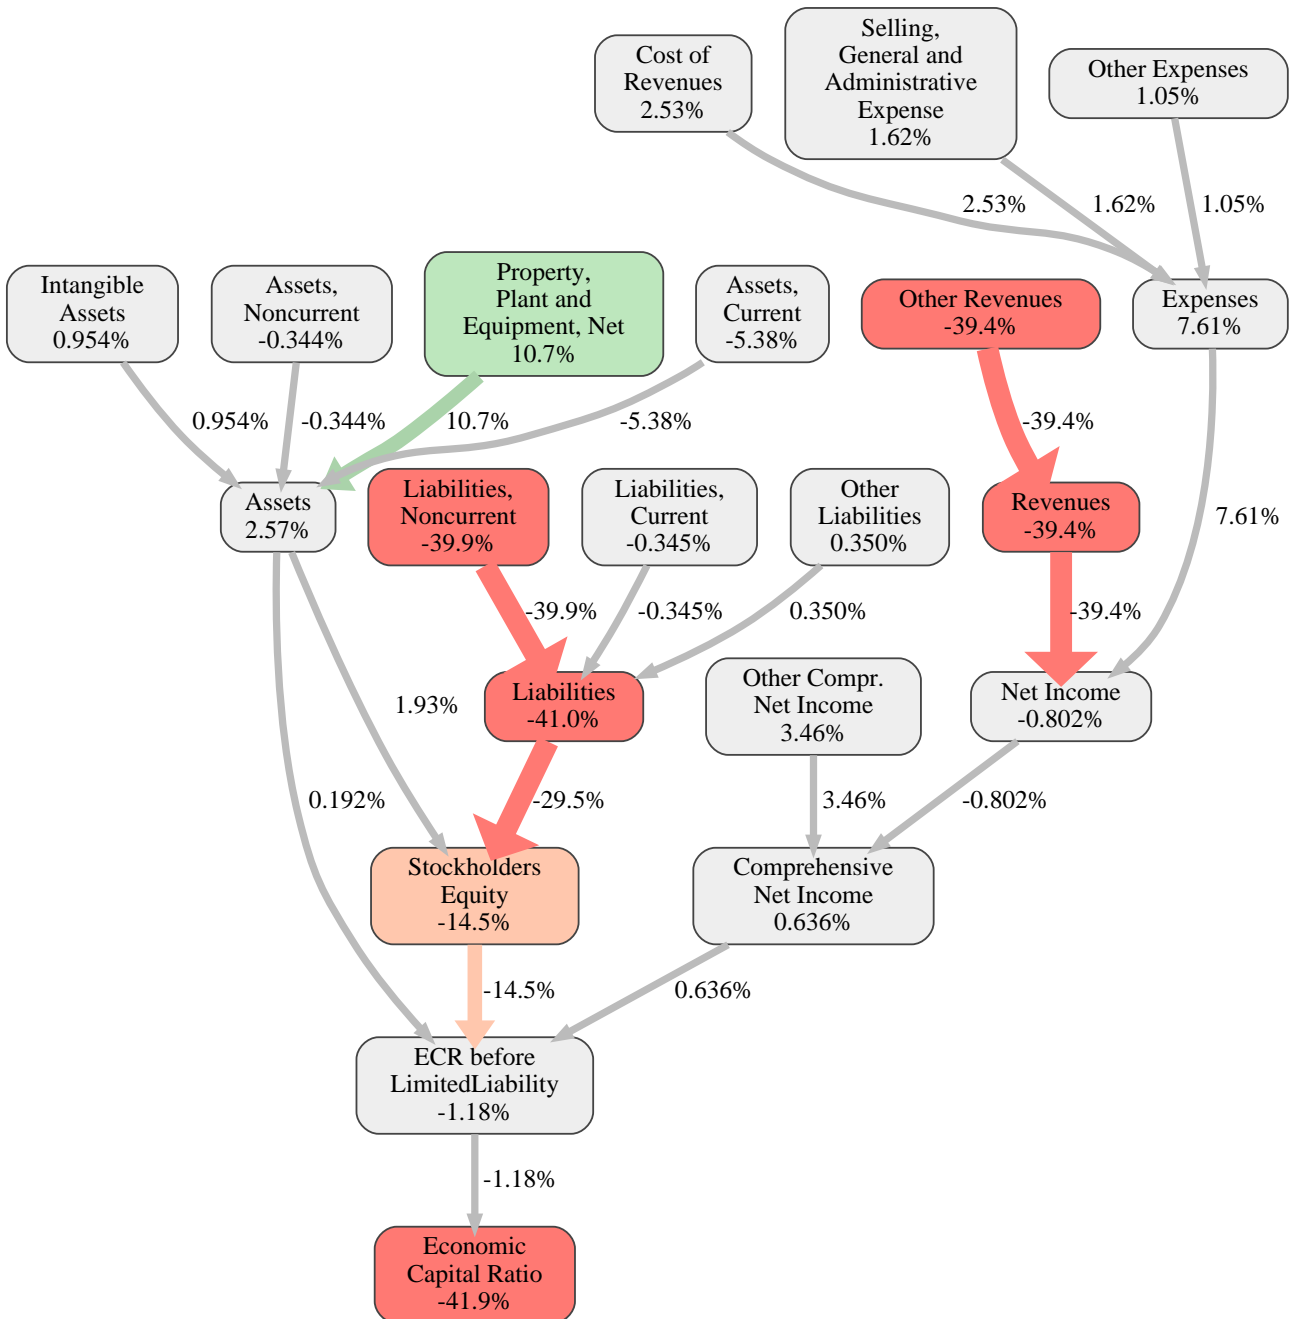 Cost of
Revenues
2.53%
Selling,
General and
Administrative
Expense
1.62%
Other Expenses
1.05%
2.53%
1.62%
1.05%
Intangible
Assets
0.954%
Assets,
Noncurrent
-0.344%
Property,
Plant and
Equipment, Net
10.7%
Assets,
Current
-5.38%
Other Revenues
-39.4%
Expenses
7.61%
0.954%
-0.344%
10.7%
-5.38%
-39.4%
Assets
2.57%
Liabilities,
Noncurrent
-39.9%
Liabilities,
Current
-0.345%
Other
Liabilities
0.350%
Revenues
-39.4%
7.61%
-39.9%
-0.345%
0.350%
-39.4%
1.93%
Liabilities
-41.0%
Other Compr.
Net Income
3.46%
Net Income
-0.802%
0.192%
-29.5%
3.46%
-0.802%
Stockholders
Equity
-14.5%
Comprehensive
Net Income
0.636%
-14.5%
0.636%
ECR before
LimitedLiability
-1.18%
-1.18%
Economic
Capital Ratio
-41.9%